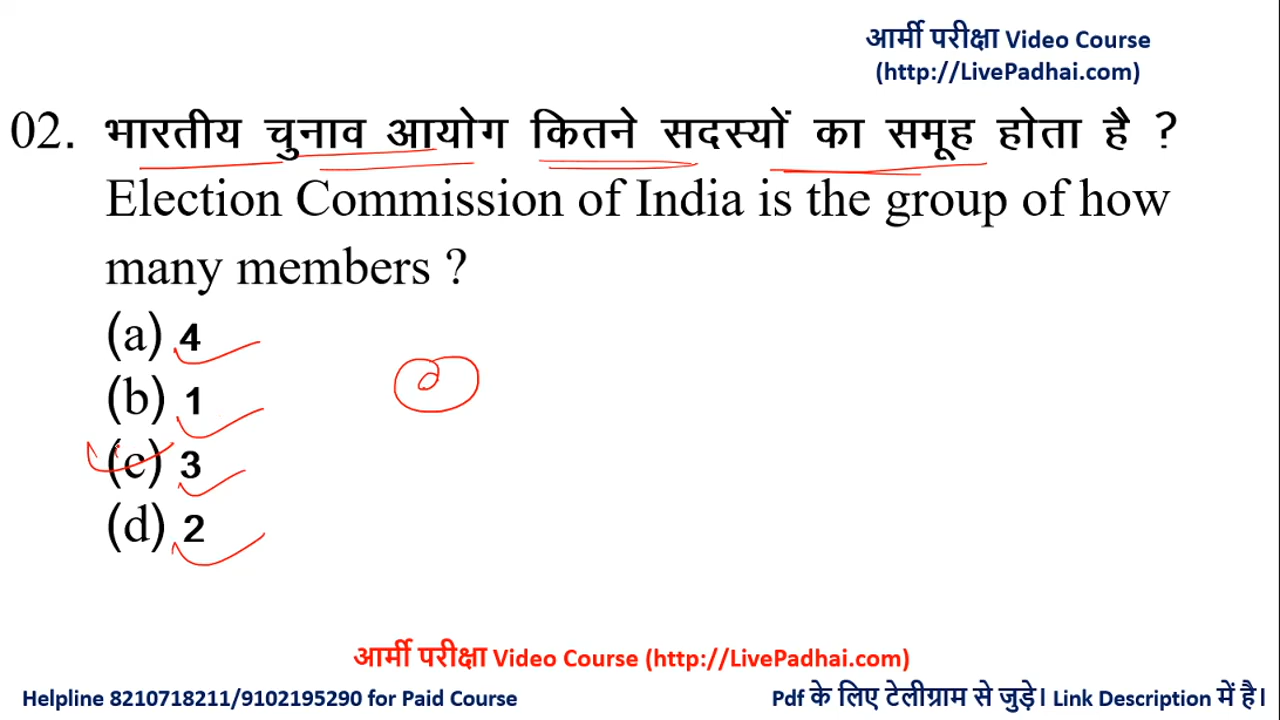 आर्मी परीक्षा Video Course
(http://LivePadhai.com)
02. भारतीय चुनाव आयोग कितने सदस्यों का समूह होता है ?
Election Commission of India is the group of how
many members ?
(a) 4
(b) 1
(c) 3
(d) 2
आर्मी परीक्षा Video Course (http://LivePadhai.com)
Helpline 8210718211/9102195290 for Paid Course
Pdf के लिए टेलीग्राम से जुड़े। Link Description में है।